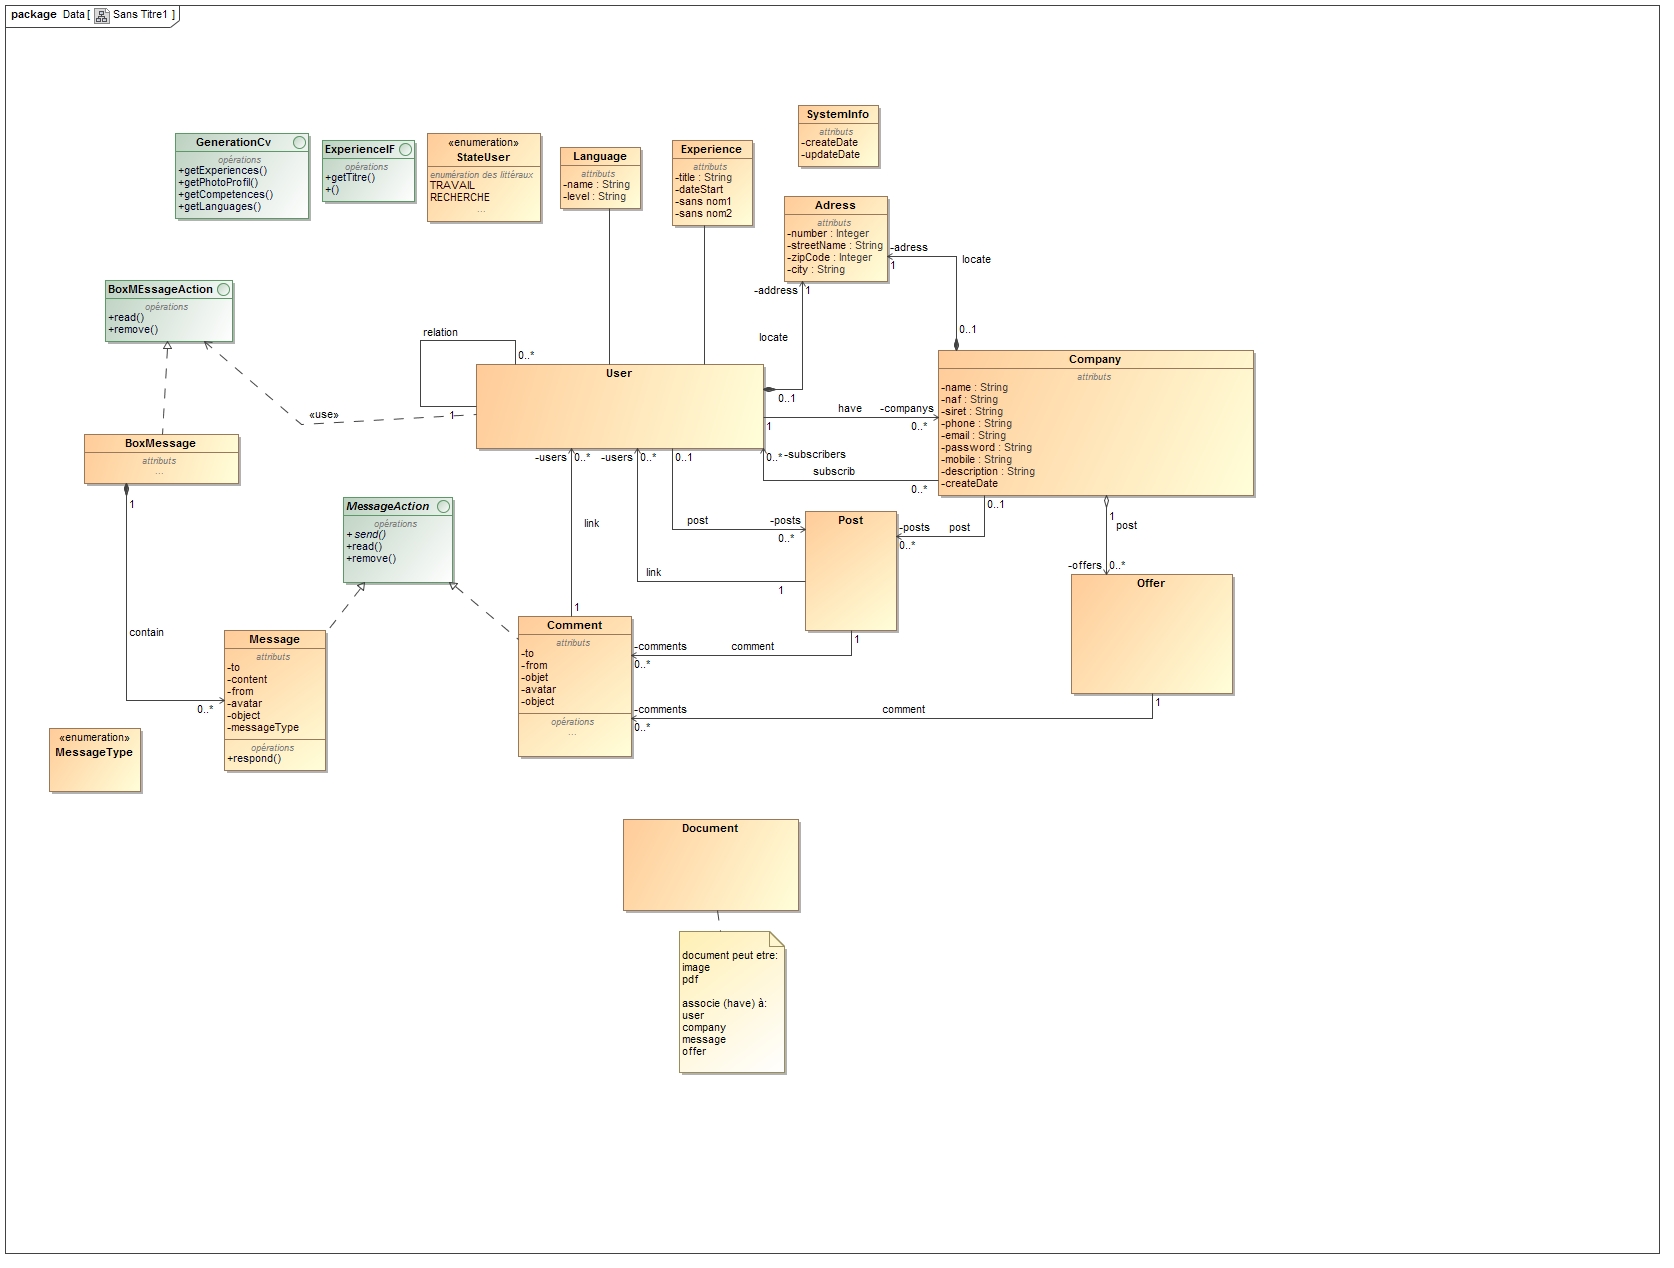 package Data [ Sans Titre1 ]
SystemInfo
attributs
-createDate
-updateDate
GenerationCv
opérations
+getExperiences()
+getPhotoProfil()
+getCompetences()
+getLanguages()
ExperienceIF
opérations
+getTitre()
+()
«enumeration»
StateUser
enumération des littéraux
TRAVAIL
RECHERCHE
...
Language
attributs
-name : String
-level : String
Experience
attributs
-title : String
-dateStart
-sans nom1
-sans nom2
Adress
attributs
-number : Integer
-streetName : String
-zipCode : Integer
-city : String
-adress
1
locate
0..1
-address
1
locate
0..1
BoxMEssageAction
opérations
+read()
+remove()
relation
0..*
1
«use»
User
Company
attributs
-name : String
-naf : String
-siret : String
-phone : String
-email : String
-password : String
-mobile : String
-description : String
-createDate
have
-companys
1
0..*
0..*
-subscribers
subscrib
0..*
BoxMessage
attributs
...
1
-users
0..*
-users
0..*
0..1
MessageAction
opérations
+ send()
+read()
+remove()
link
post
-posts
0..*
link
1
Post
-posts
post
0..*
0..1
1
post
-offers
0..*
Offer
contain
0..*
Message
attributs
-to
-content
-from
-avatar
-object
-messageType
opérations
+respond()
1
Comment
attributs
-to
-from
-objet
-avatar
-object
opérations
...
-comments
comment
1
0..*
-comments
comment
1
0..*
«enumeration»
MessageType
Document
document peut etre:
image
pdf
associe (have) à:
user
company
message
offer